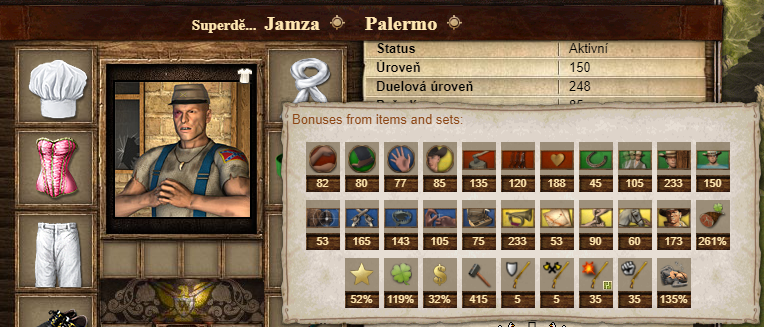 Superdě... Jamza Palermo
Status Aktivní
Úroveň 150
Duelová úroveň 248
Bonuses from items and sets:
82 80 77 85 135 120 188 45 105 233 150
53 165 143 105 75 233 53 90 60 173 261%
52% 119% 32% 415 5 5 35 35 135%